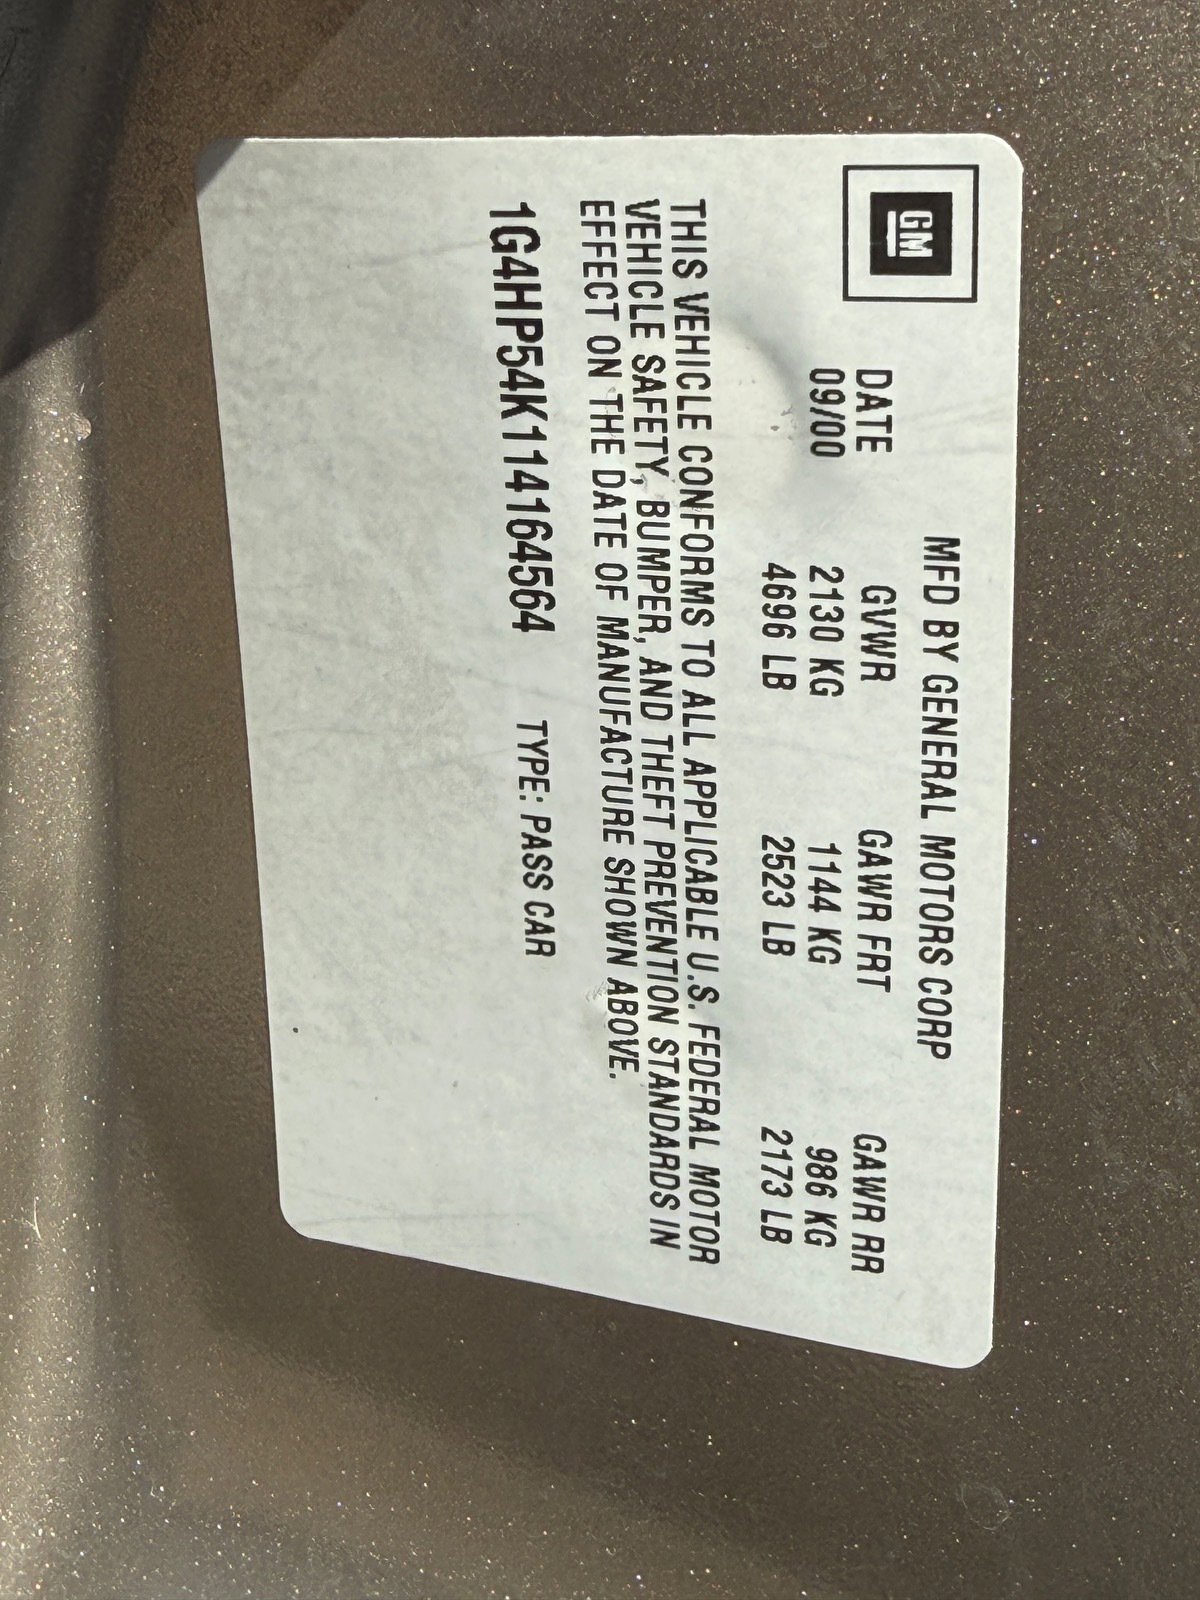 GM
MFD BY GENERAL MOTORS CORP
DATE GVWR GAWR FRT GAWR RR
09/00 2130 KG 1144 KG 986 KG
4696 LB 2523 LB 2173 LB
THIS VEHICLE CONFORMS TO ALL APPLICABLE U.S. FEDERAL MOTOR
VEHICLE SAFETY, BUMPER, AND THEFT PREVENTION STANDARDS IN
EFFECT ON THE DATE OF MANUFACTURE SHOWN ABOVE.
1G4HP54K114164564 TYPE: PASS CAR